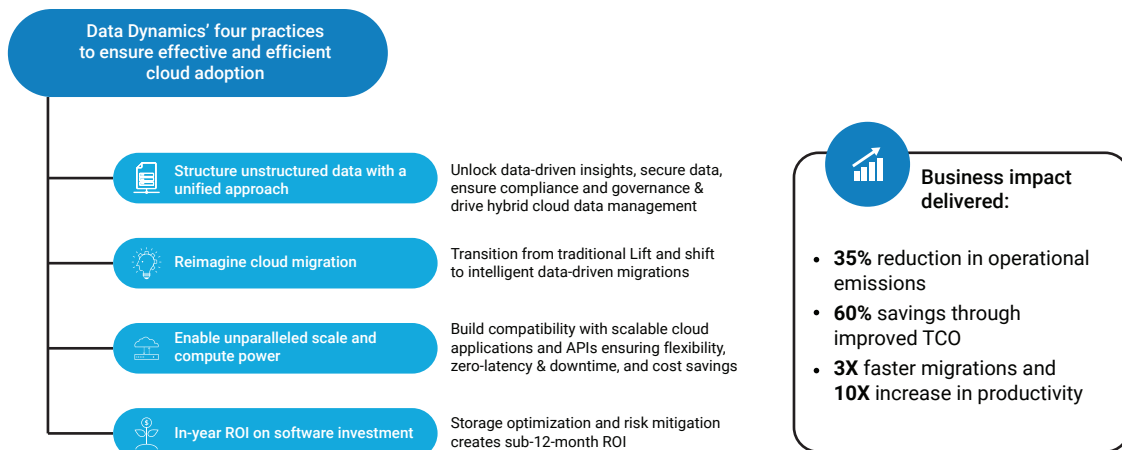 Data Dynamics’ four practices
to ensure effective and efficient
cloud adoption
Structure unstructured data with a
unified approach
Unlock data-driven insights, secure data,
ensure compliance and governance &
drive hybrid cloud data management
Reimagine cloud migration
Transition from traditional Lift and shift
to intelligent data-driven migrations
Enable unparalleled scale and
compute power
Build compatibility with scalable cloud
applications and APIs ensuring flexibility,
zero-latency & downtime, and cost savings
In-year ROI on software investment
Storage optimization and risk mitigation
creates sub-12-month ROI
Business impact
delivered:
• 35% reduction in operational
emissions
• 60% savings through
improved TCO
• 3X faster migrations and
10X increase in productivity